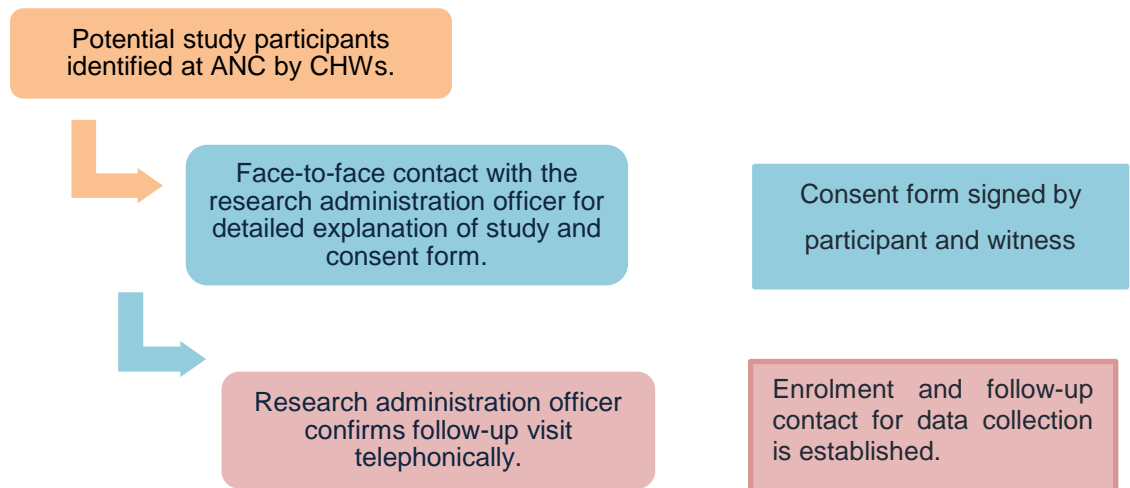 Potential study participants
identified at ANC by CHWs.
Face-to-face contact with the
research administration officer for
detailed explanation of study and
consent form.
Consent form signed by
participant and witness
Research administration officer
confirms follow-up visit
telephonically.
Enrolment and follow-up
contact for data collection
is established.